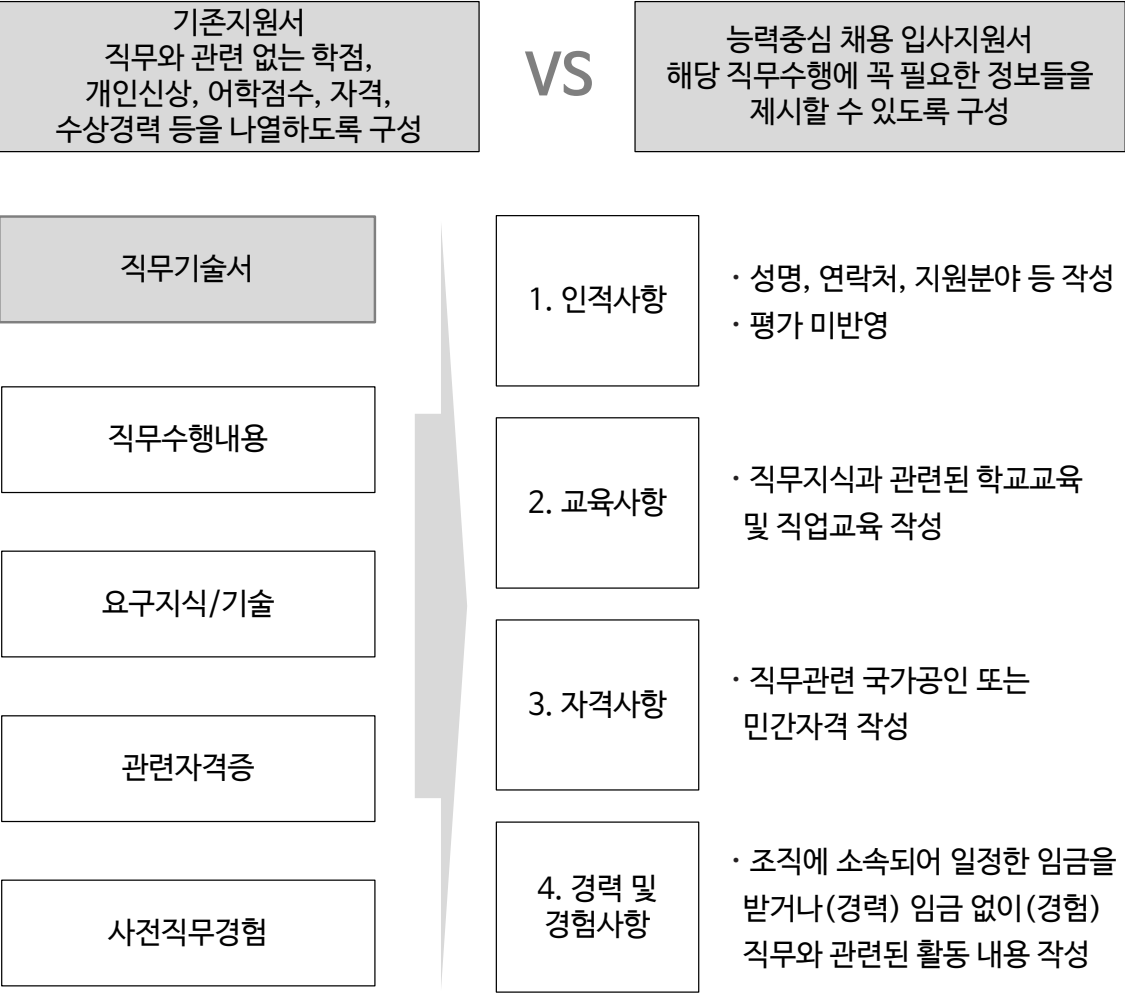 기존지원서
직무와 관련 없는 학점,
개인신상, 어학점수, 자격,
수상경력 등을 나열하도록 구성
VS
능력중심 채용 입사지원서
해당 직무수행에 꼭 필요한 정보들을
제시할 수 있도록 구성
직무기술서
직무수행내용
요구지식/기술
관련자격증
사전직무경험
1. 인적사항
· 성명, 연락처, 지원분야 등 작성
· 평가 미반영
2. 교육사항
· 직무지식과 관련된 학교교육
및 직업교육 작성
3. 자격사항
· 직무관련 국가공인 또는
민간자격 작성
4. 경력 및
경험사항
· 조직에 소속되어 일정한 임금을
받거나(경력) 임금 없이(경험)
직무와 관련된 활동 내용 작성